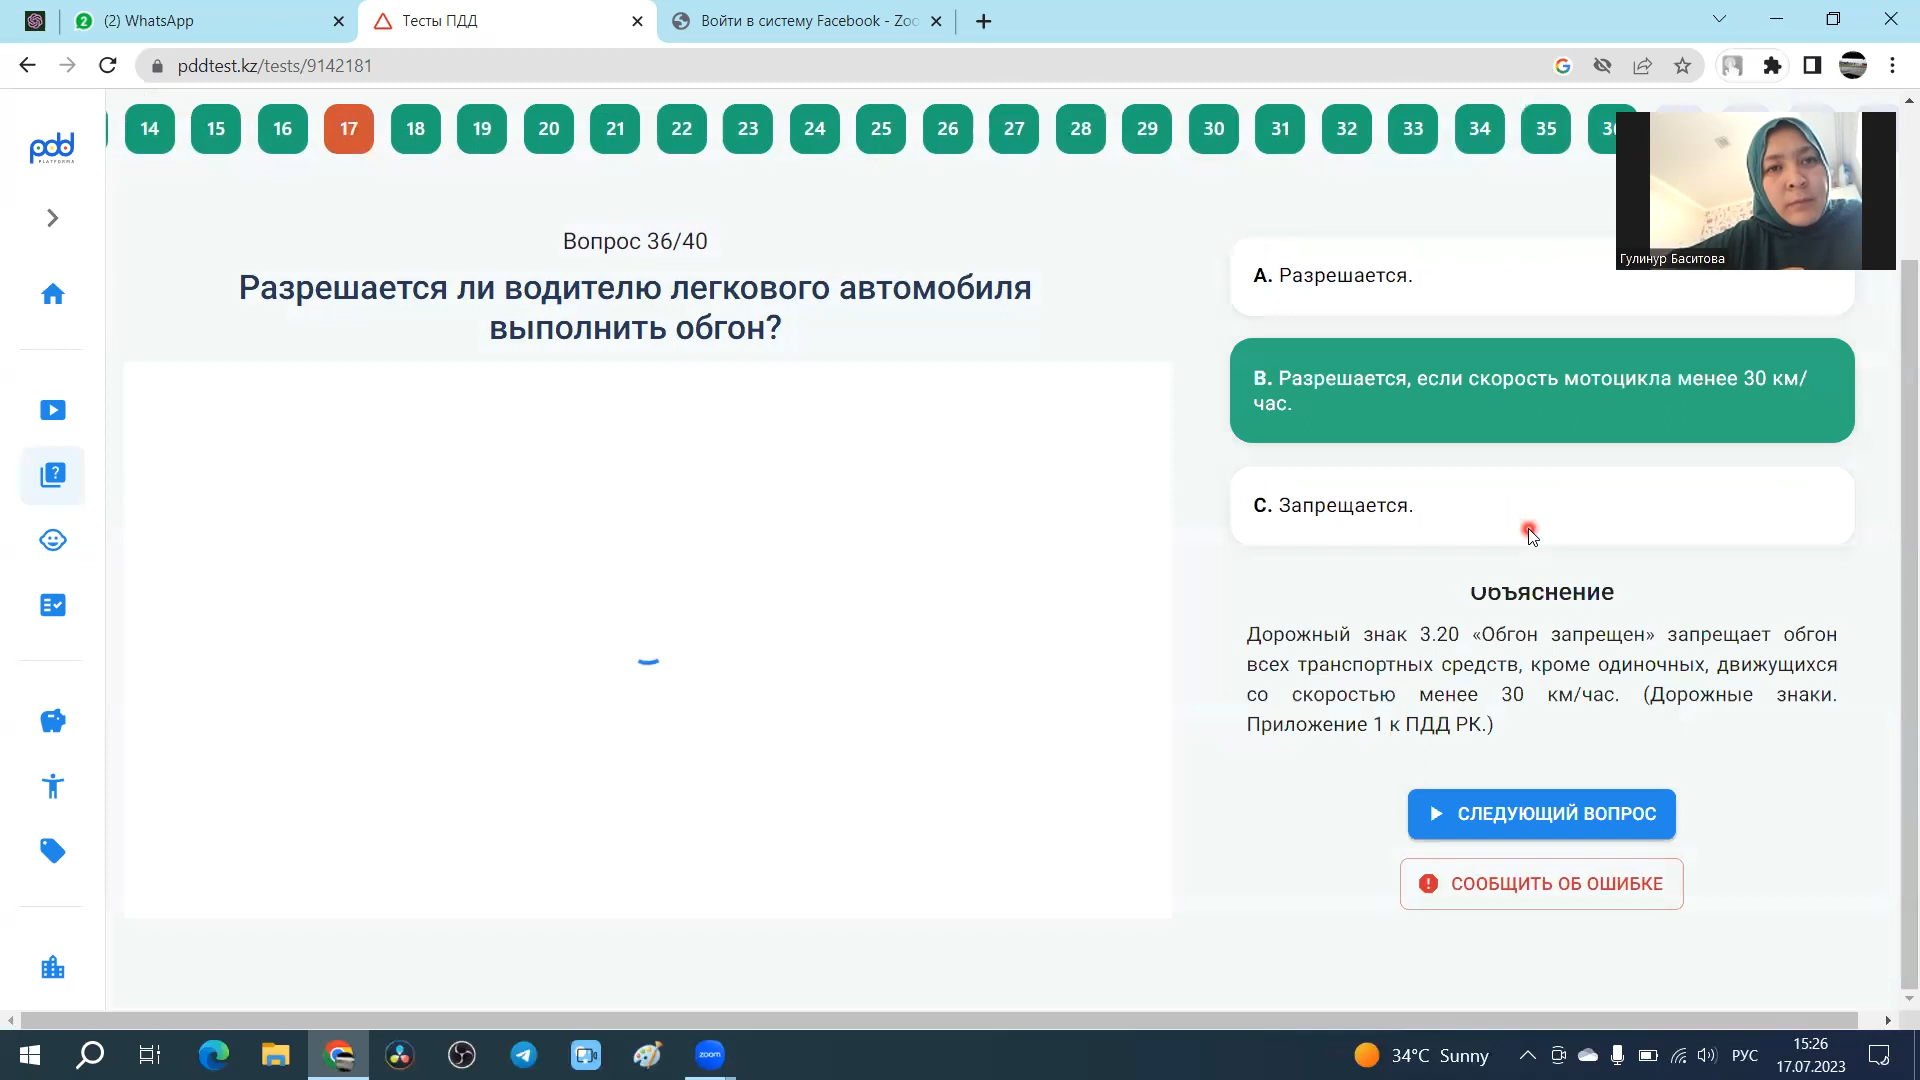 (2) WhatsApp
Тесты ПДД
Войти в систему Facebook - Zoo
pddtest.kz/tests/9142181
14 15 16 17 18 19 20 21 22 23 24 25 26 27 28 29 30 31 32 33 34 35
pdd
Вопрос 36/40
Разрешается ли водителю легкового автомобиля
выполнить обгон?
Гулинур Баситова
A. Разрешается.
B. Разрешается, если скорость мотоцикла менее 30 км/
час.
C. Запрещается.
Объяснение
Дорожный знак 3.20 «Обгон запрещен» запрещает обгон
всех транспортных средств, кроме одиночных, движущихся
со скоростью менее 30 км/час. (Дорожные знаки.
Приложение 1 к ПДД РК.)
СЛЕДУЮЩИЙ ВОПРОС
СООБЩИТЬ ОБ ОШИБКЕ
zoom
34°C Sunny
РУС
15:26
17.07.2023